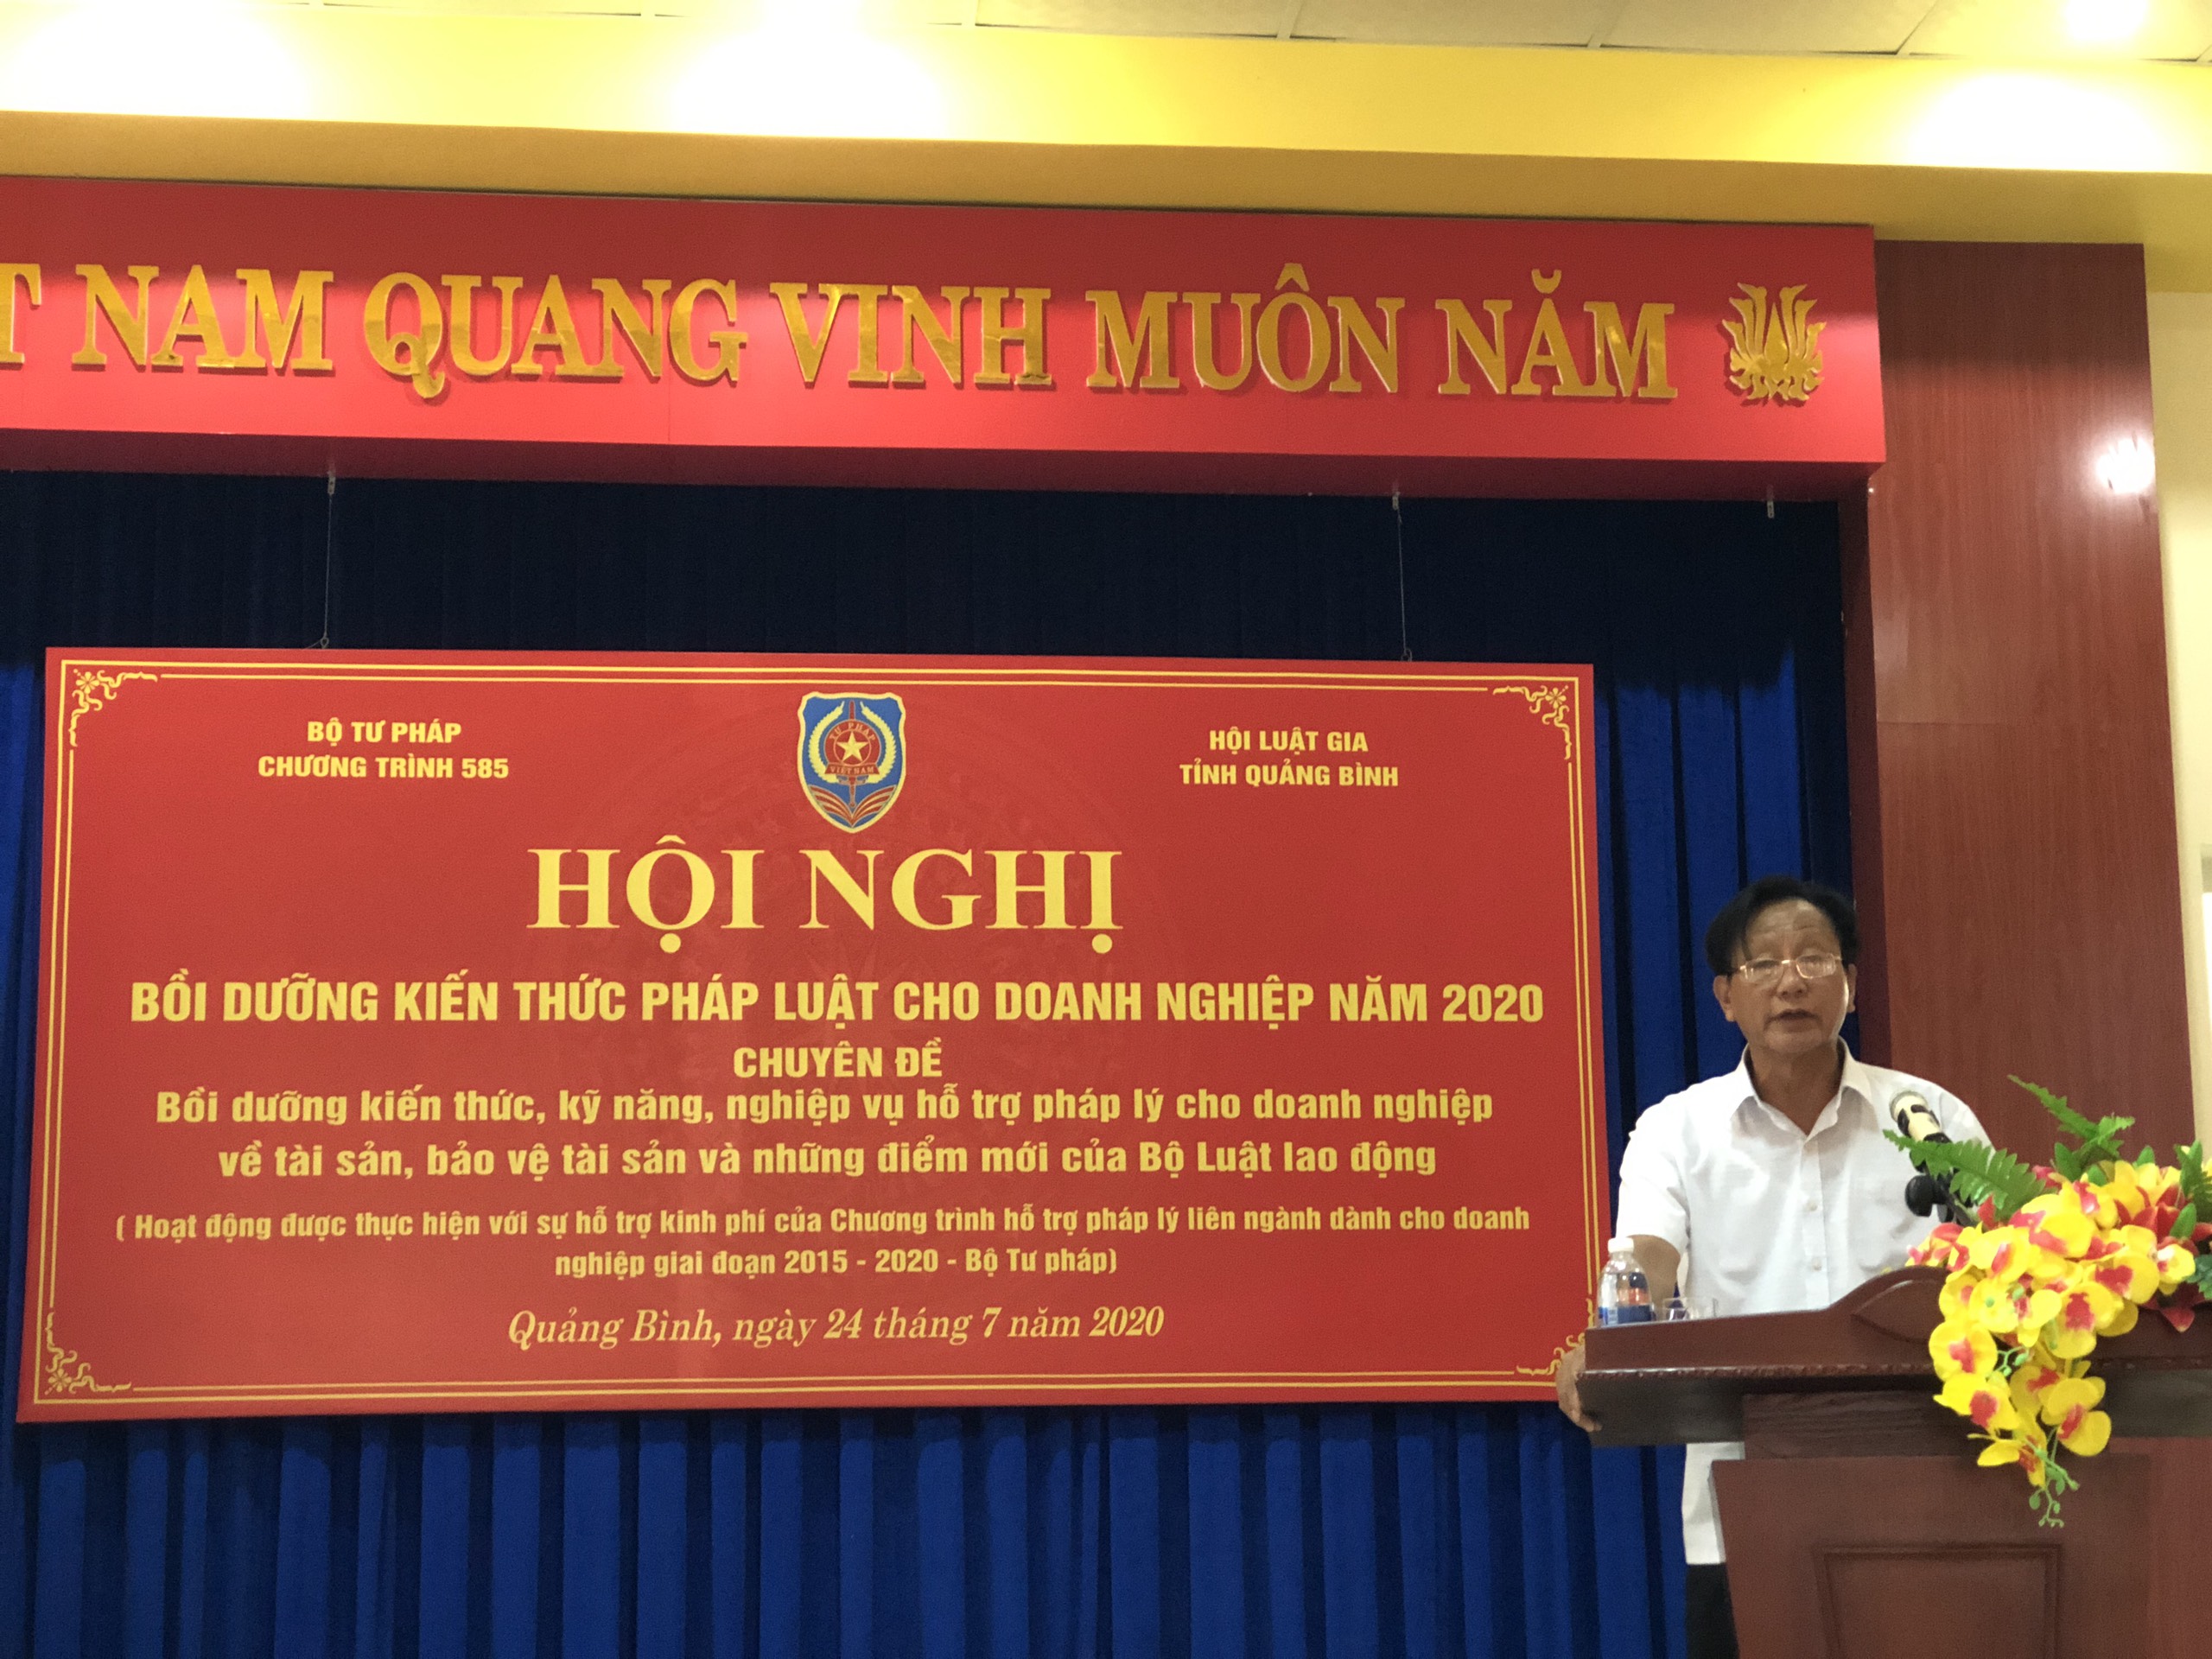 T NAM QUANG VINH MUÔN NĂM
BỘ TƯ PHÁP
CHƯƠNG TRÌNH 585
TƯ PHÁP
VIỆT NAM
HỘI LUẬT GIA
TỈNH QUẢNG BÌNH
HỘI NGHỊ
BỒI DƯỠNG KIẾN THỨC PHÁP LUẬT CHO DOANH NGHIỆP NĂM 2020
CHUYÊN ĐỀ
Bồi dưỡng kiến thức, kỹ năng, nghiệp vụ hỗ trợ pháp lý cho doanh nghiệp
về tài sản, bảo vệ tài sản và những điểm mới của Bộ Luật lao động
( Hoạt động được thực hiện với sự hỗ trợ kinh phí của Chương trình hỗ trợ pháp lý liên ngành dành cho doanh
nghiệp giai đoạn 2015 - 2020 - Bộ Tư pháp)
Quảng Bình, ngày 24 tháng 7 năm 2020